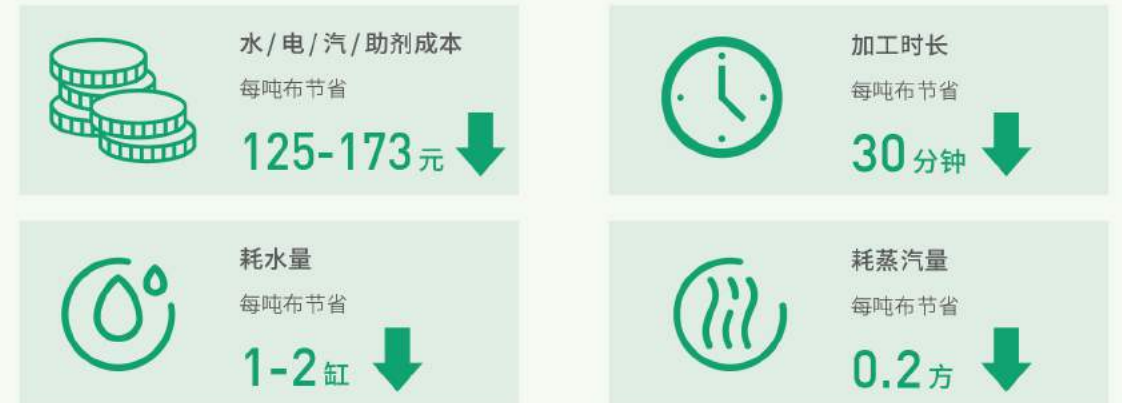 水/电/汽/助剂成本
每吨布节省
125-173元
加工时长
每吨布节省
30分钟
耗水量
每吨布节省
1-2缸
耗蒸汽量
每吨布节省
0.2方